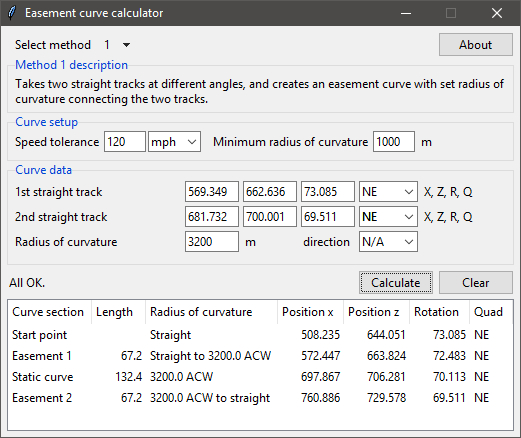 Easement curve calculator
Select method 1 About
Method 1 description
Takes two straight tracks at different angles, and creates an easement curve with set radius of
curvature connecting the two tracks.
Curve setup
Speed tolerance 120 mph Minimum radius of curvature 1000 m
Curve data
1st straight track 569.349 662.636 73.085 NE X, Z, R, Q
2nd straight track 681.732 700.001 69.511 NE X, Z, R, Q
Radius of curvature 3200 m direction N/A
All OK. Calculate Clear
Curve section Length Radius of curvature Position x Position z Rotation Quad
Start point Straight 508.235 644.051 73.085 NE
Easement 1 67.2 Straight to 3200.0 ACW 572.447 663.824 72.483 NE
Static curve 132.4 3200.0 ACW 697.867 706.281 70.113 NE
Easement 2 67.2 3200.0 ACW to straight 760.886 729.578 69.511 NE